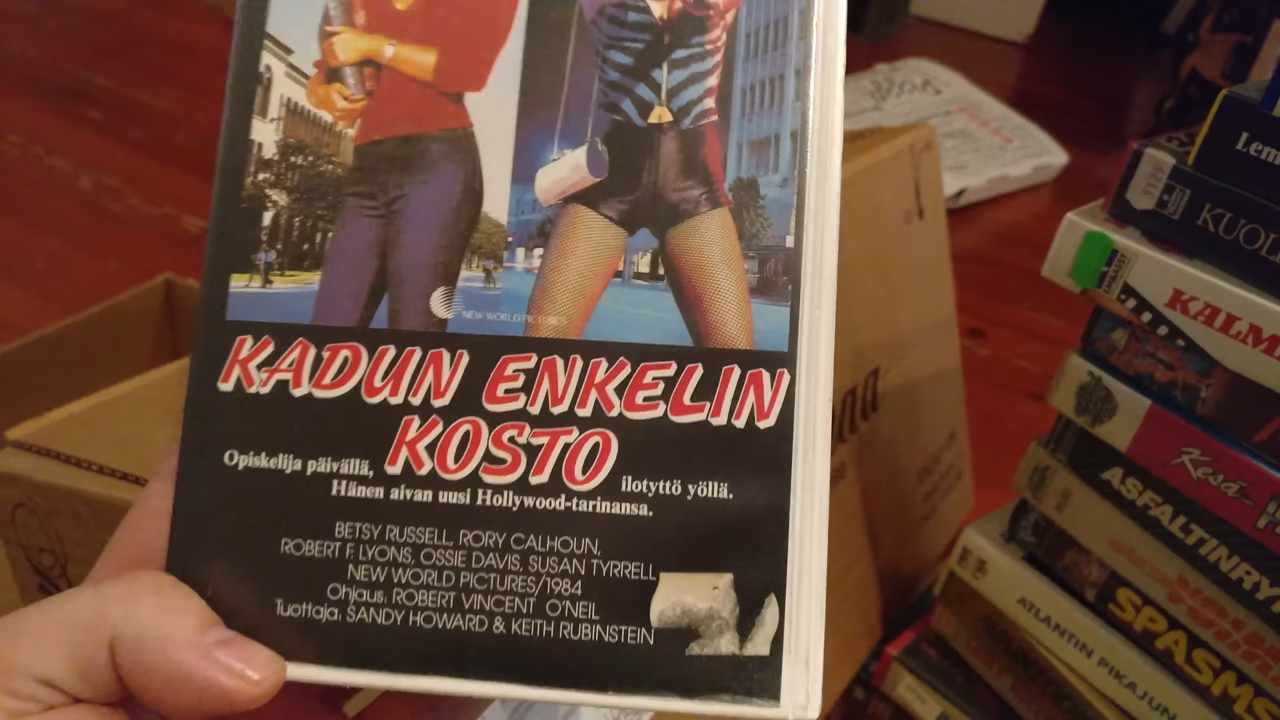 NEW WORLD PICTURES
KADUN ENKELIN
KOSTO
Opiskelija päivällä,
ilotyttö yöllä.
Hänen aivan uusi Hollywood-tarinansa.
BETSY RUSSELL, RORY CALHOUN,
ROBERT F. LYONS, OSSIE DAVIS, SUSAN TYRRELL
NEW WORLD PICTURES/1984
Ohjaus: ROBERT VINCENT O'NEIL
Tuottaja: SANDY HOWARD & KEITH RUBINSTEIN
Lem
KUOL
EMBASSY
KALM
Kesä-
ASFALTINRY
SPASMS
ATLANTIN PIKAJUN